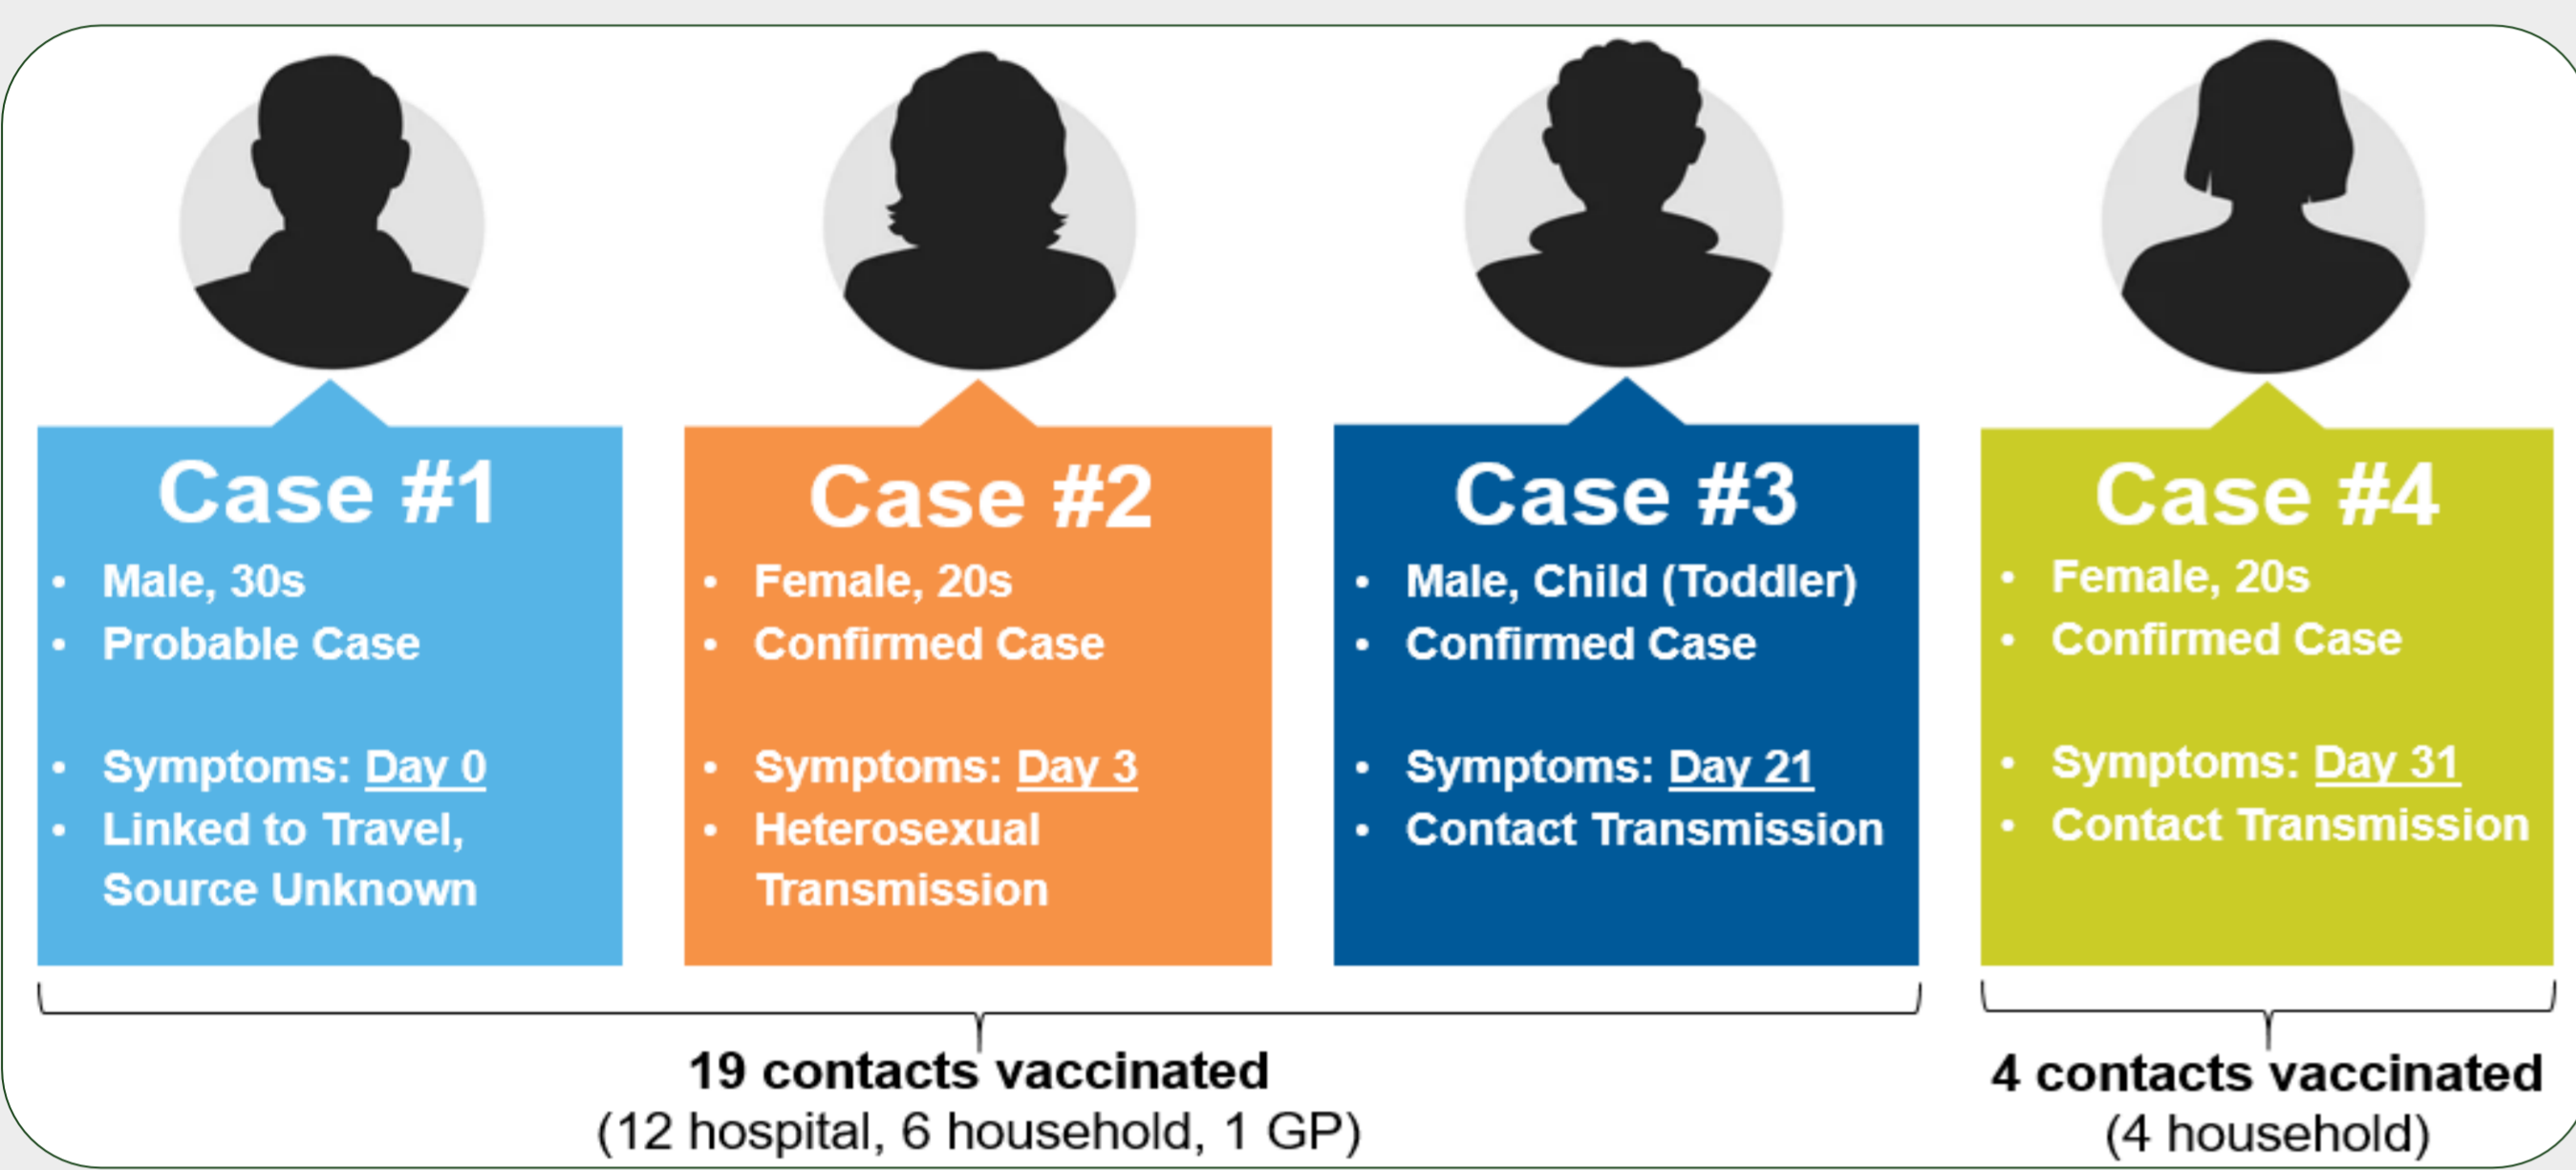 Case #1
• Male, 30s
• Probable Case
• Symptoms: Day 0
• Linked to Travel,
Source Unknown
Case #2
• Female, 20s
• Confirmed Case
• Symptoms: Day 3
• Heterosexual
Transmission
Case #3
• Male, Child (Toddler)
• Confirmed Case
• Symptoms: Day 21
• Contact Transmission
Case #4
• Female, 20s
• Confirmed Case
• Symptoms: Day 31
• Contact Transmission
19 contacts vaccinated
(12 hospital, 6 household, 1 GP)
4 contacts vaccinated
(4 household)